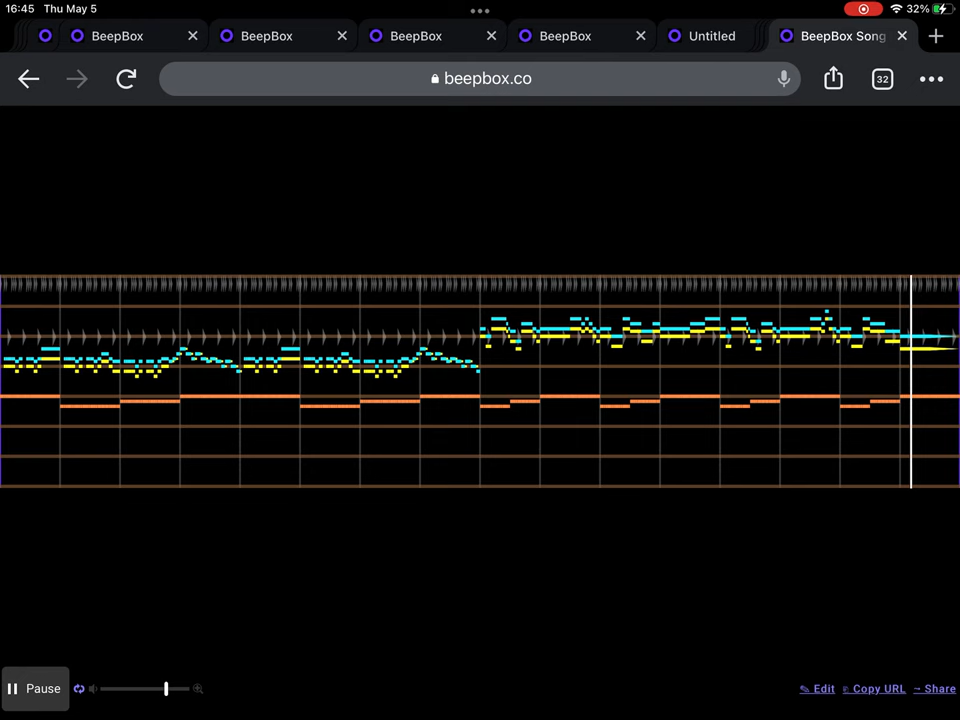 16:45 Thu May 5 32%
BeepBox BeepBox BeepBox BeepBox Untitled BeepBox Song
beepbox.co 32
Pause Edit Copy URL Share